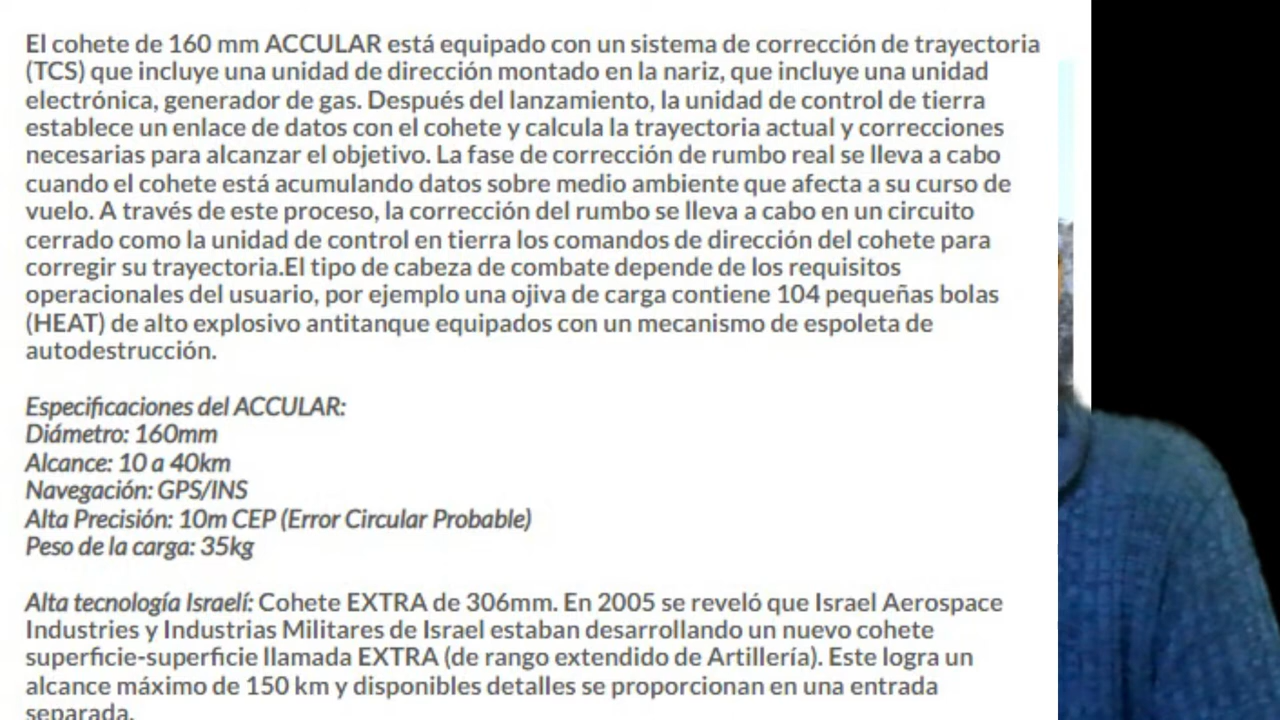 El cohete de 160 mm ACCULAR está equipado con un sistema de corrección de trayectoria
(TCS) que incluye una unidad de dirección montado en la nariz, que incluye una unidad
electrónica, generador de gas. Después del lanzamiento, la unidad de control de tierra
establece un enlace de datos con el cohete y calcula la trayectoria actual y correcciones
necesarias para alcanzar el objetivo. La fase de corrección de rumbo real se lleva a cabo
cuando el cohete está acumulando datos sobre medio ambiente que afecta a su curso de
vuelo. A través de este proceso, la corrección del rumbo se lleva a cabo en un circuito
cerrado como la unidad de control en tierra los comandos de dirección del cohete para
corregir su trayectoria.El tipo de cabeza de combate depende de los requisitos
operacionales del usuario, por ejemplo una ojiva de carga contiene 104 pequeñas bolas
(HEAT) de alto explosivo antitanque equipados con un mecanismo de espoleta de
autodestrucción.
Especificaciones del ACCULAR:
Diámetro: 160mm
Alcance: 10 a 40km
Navegación: GPS/INS
Alta Precisión: 10m CEP (Error Circular Probable)
Peso de la carga: 35kg
Alta tecnología Israelí: Cohete EXTRA de 306mm. En 2005 se reveló que Israel Aerospace
Industries y Industrias Militares de Israel estaban desarrollando un nuevo cohete
superficie-superficie llamada EXTRA (de rango extendido de Artillería). Este logra un
alcance máximo de 150 km y disponibles detalles se proporcionan en una entrada
separada.